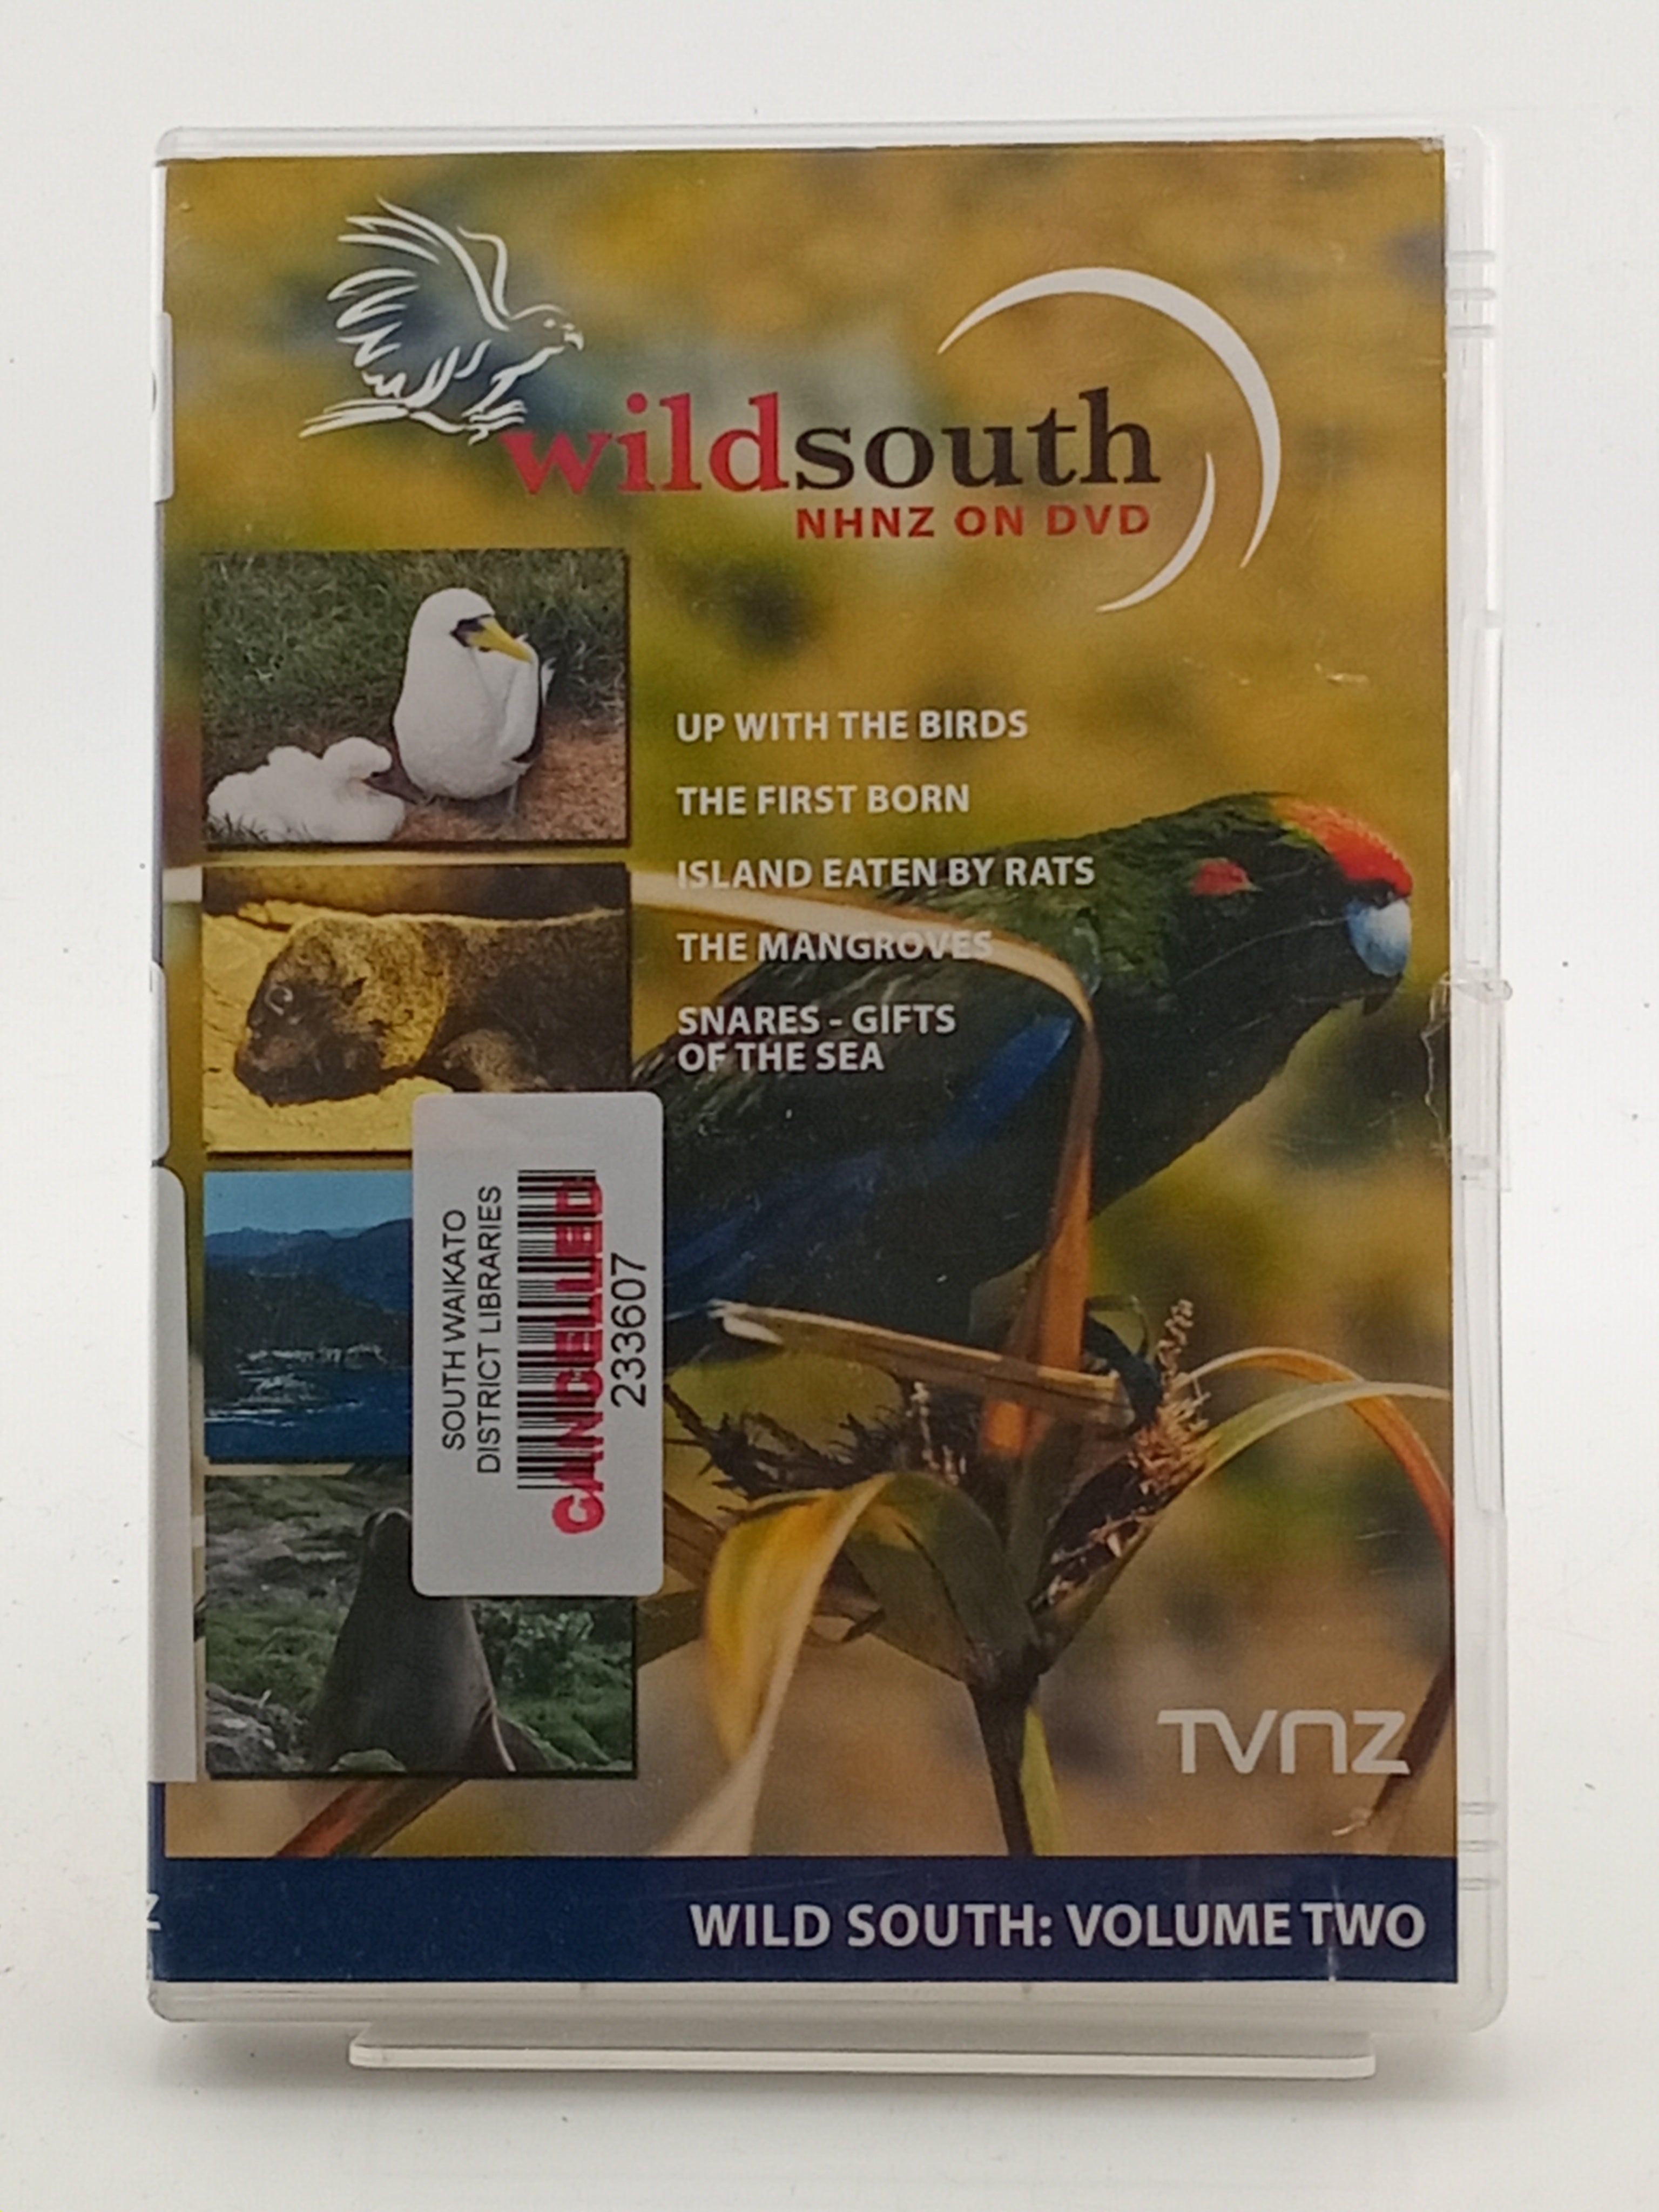 wildsouth
NHNZ ON DVD
UP WITH THE BIRDS
THE FIRST BORN
ISLAND EATEN BY RATS
THE MANGROVES
SNARES - GIFTS
OF THE SEA
SOUTH WAIKATO
DISTRICT LIBRARIES
CANCELLED
233607
TVNZ
WILD SOUTH: VOLUME TWO